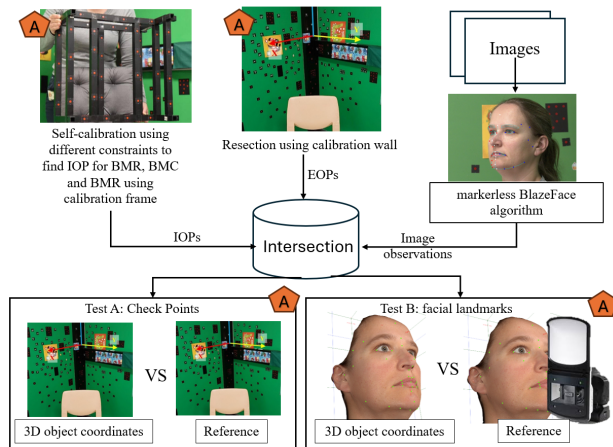 A
A
Images
Self-calibration using
different constraints to
find IOP for BMR, BMC
and BMR using
calibration frame
Resection using calibration wall
markerless BlazeFace
algorithm
EOPs
IOPs
Intersection
Image
observations
Test A: Check Points
A
VS
3D object coordinates
Reference
Test B: facial landmarks
A
VS
3D object coordinates
Reference